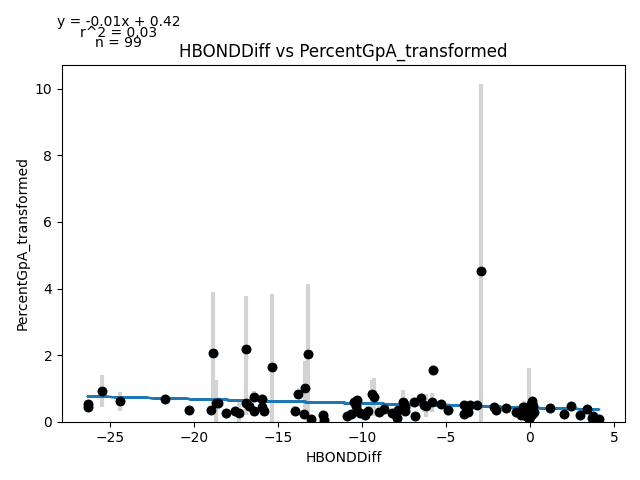 y = -0.01x + 0.42
r^2 = 0.03
n = 99
HBONDDiff vs PercentGpA_transformed
PercentGpA_transformed
10
8
6
4
2
0
−25
−20
−15
−10
−5
0
5
HBONDDiff